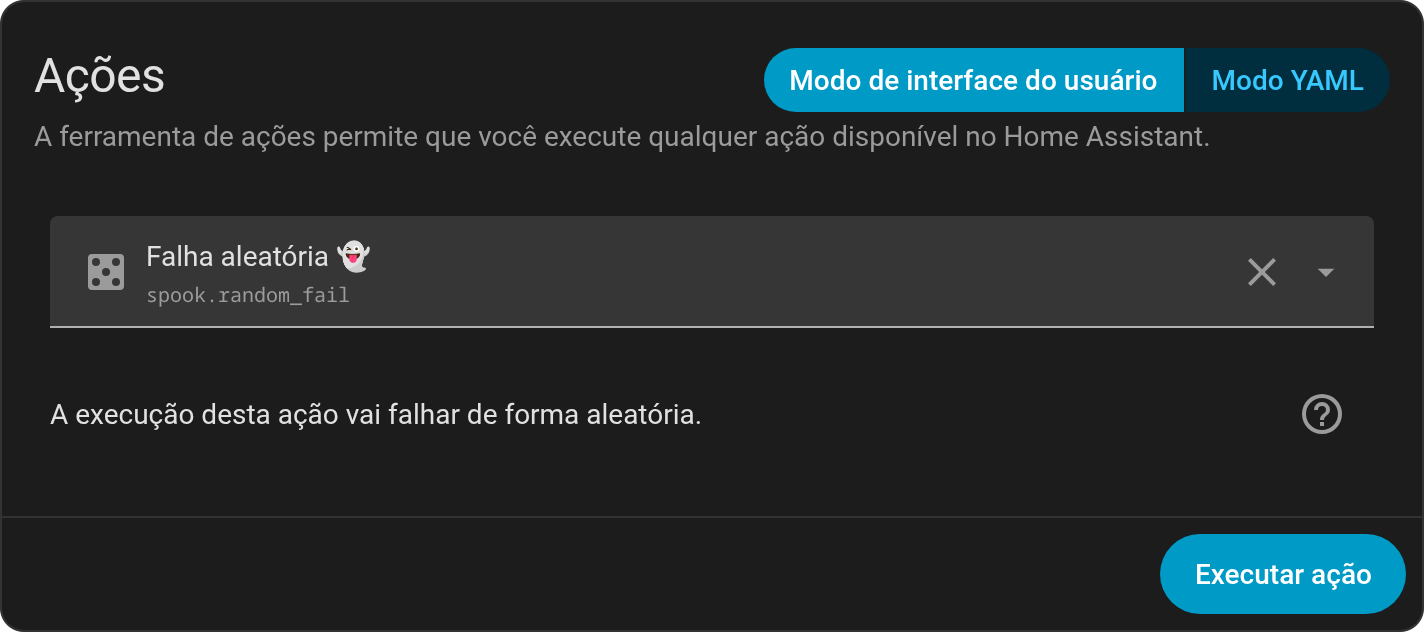 Ações
Modo de interface do usuário
Modo YAML
A ferramenta de ações permite que você execute qualquer ação disponível no Home Assistant.
Falha aleatória 👻
spook.random_fail
A execução desta ação vai falhar de forma aleatória.
Executar ação